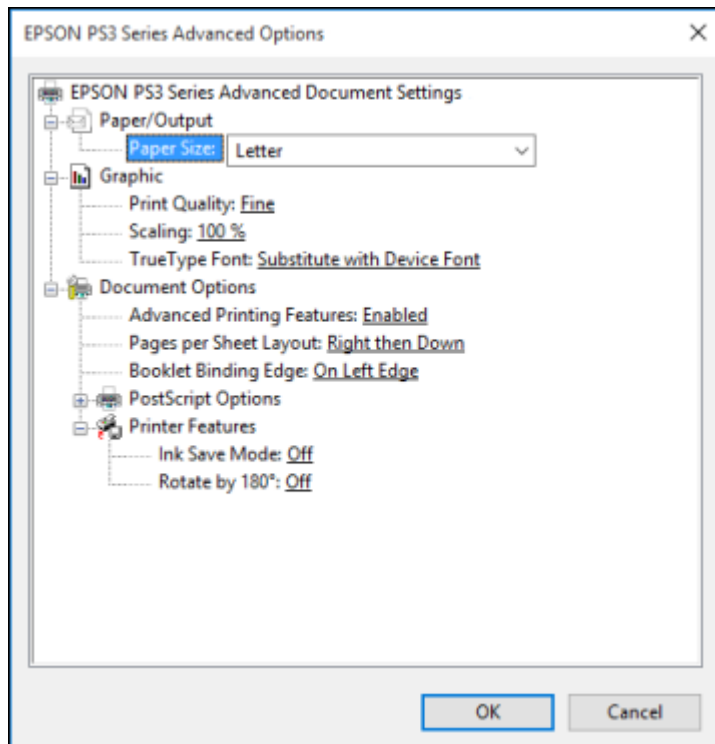 EPSON PS3 Series Advanced Options
EPSON PS3 Series Advanced Document Settings
Paper/Output
Paper Size: Letter
Graphic
Print Quality: Fine
Scaling: 100 %
TrueType Font: Substitute with Device Font
Document Options
Advanced Printing Features: Enabled
Pages per Sheet Layout: Right then Down
Booklet Binding Edge: On Left Edge
PostScript Options
Printer Features
Ink Save Mode: Off
Rotate by 180°: Off
OK Cancel